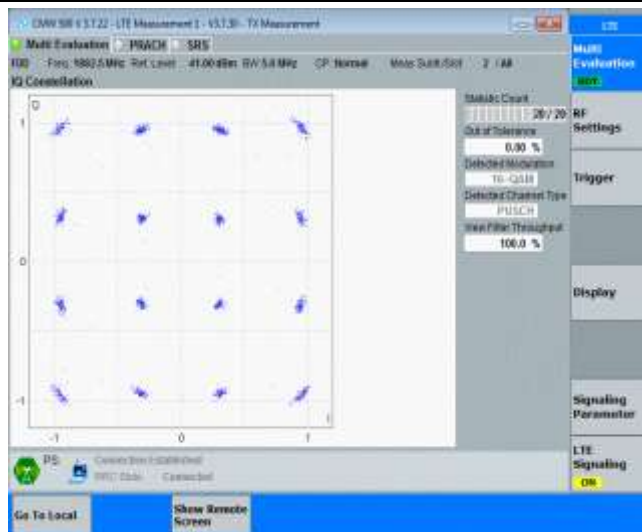 CMW 500 V 3.7.22 - LTE Measurement 1 - V3.7.30 - TX Measurement
LTE
Multi Evaluation PRACH SRS
Multi
Evaluation
RDY
FDD Freq: 1882.5 MHz Ref. Level: 41.00 dBm BW: 5.0 MHz CP: Normal Meas Subfr/Slot: 2 / All
IQ Constellation
Q
Statistic Count
20 / 20
Out of Tolerance
0.00 %
Detected Modulation
16-QAM
Detected Channel Type
PUSCH
View Filter Throughput
100.0 %
RF
Settings
Trigger
Display
1
0
-1
I
-1 0 1
Signaling
Parameter
PS: Connection Established
RRC State: Connected
LTE
Signaling
ON
Go To Local
Show Remote
Screen